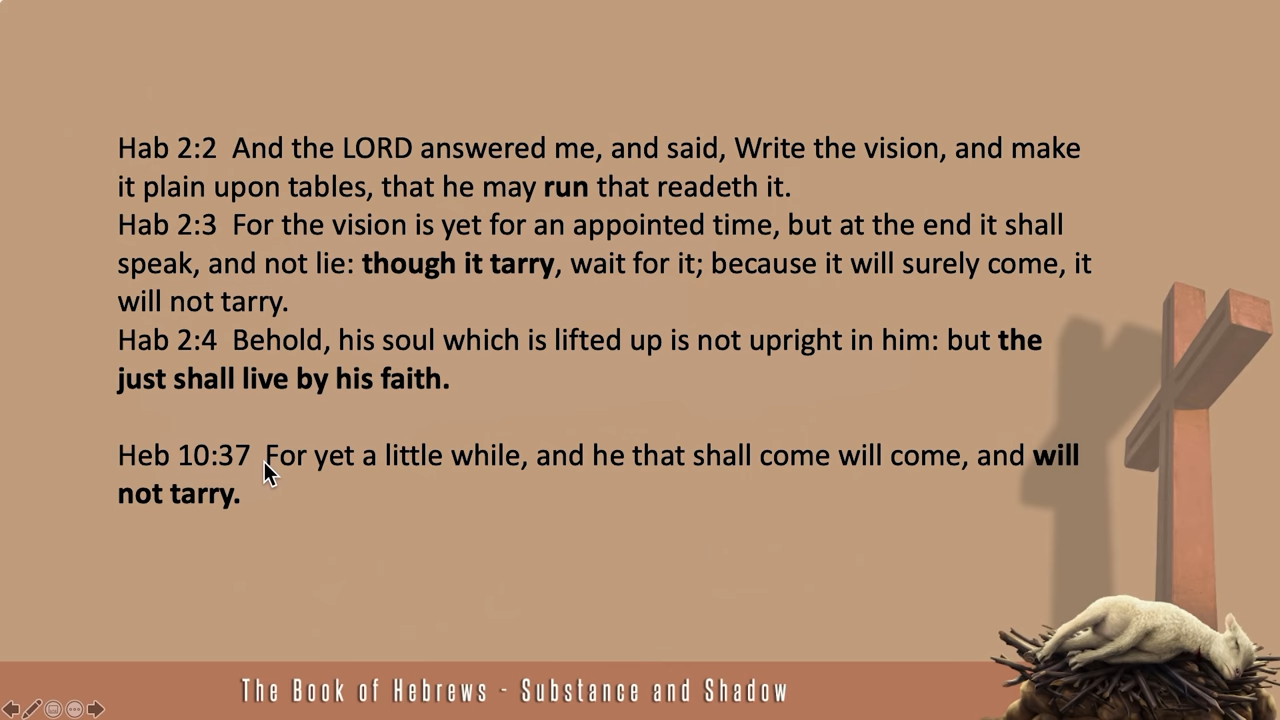 Hab 2:2  And the LORD answered me, and said, Write the vision, and make
it plain upon tables, that he may run that readeth it.
Hab 2:3  For the vision is yet for an appointed time, but at the end it shall
speak, and not lie: though it tarry, wait for it; because it will surely come, it
will not tarry.
Hab 2:4  Behold, his soul which is lifted up is not upright in him: but the
just shall live by his faith.
Heb 10:37  For yet a little while, and he that shall come will come, and will
not tarry.
The Book of Hebrews - Substance and Shadow